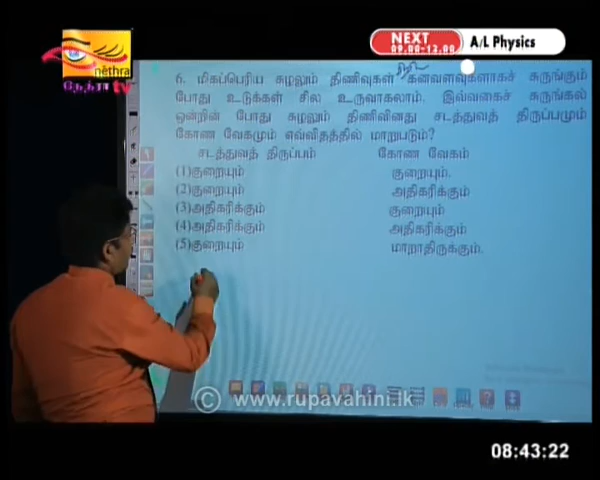 NEXT
09.00-12.00 A/L Physics
nēthra
நேத்ரா tv
சிறி
6. மிகப்பெரிய சுழலும் திணிவுகள் கனவளவுகளாகச் சுருங்கும்
போது உடுக்கள் சில உருவாகலாம். இவ்வகைச் சுருங்கல்
ஒன்றின் போது சுழலும் திணிவினது சடத்துவத் திருப்பமும்
கோண வேகமும் எவ்விதத்தில் மாறபடும்?
சடத்துவத் திருப்பம் கோண வேகம்
(1)குறையும் குறையும்.
(2)குறையும் அதிகரிக்கும்
(3)அதிகரிக்கும் குறையும்
(4)அதிகரிக்கும் அதிகரிக்கும்
(5)குறையும் மாறாதிருக்கும்.
© www.rupavahini.lk
08:43:22